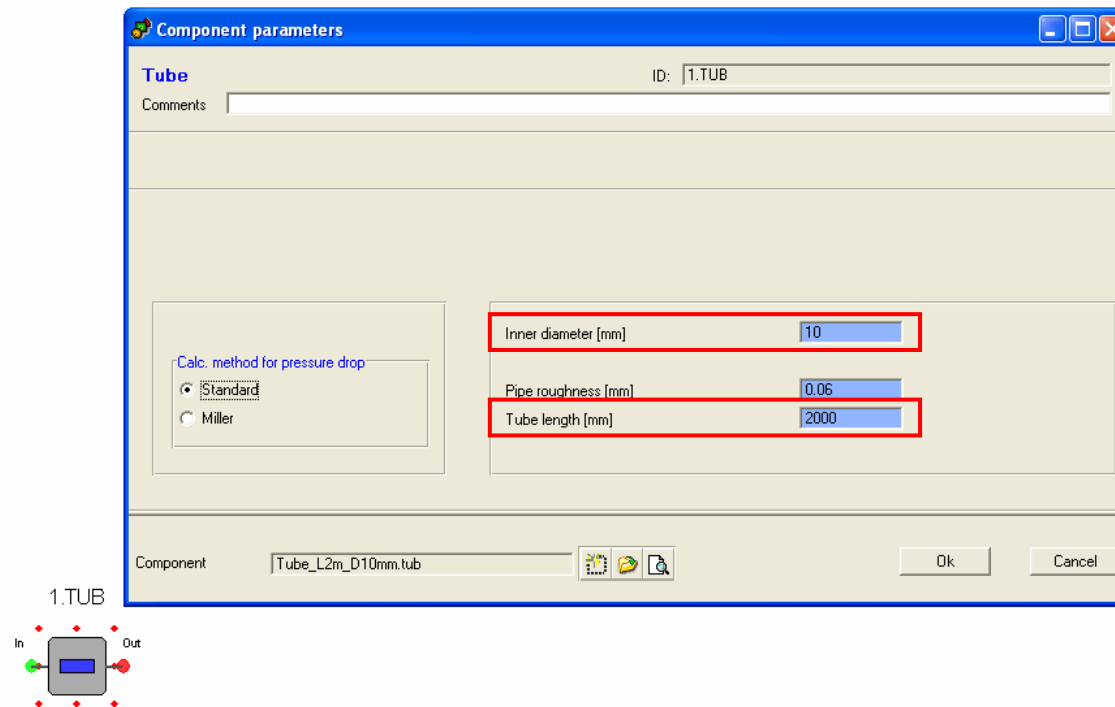 Component parameters
Tube
ID: 1.TUB
Comments
Inner diameter [mm] 10
Calc. method for pressure drop
Standard
Pipe roughness [mm] 0.06
Miller
Tube length [mm] 2000
Component Tube_L2m_D10mm.tub
Ok
Cancel
1.TUB
In
Out